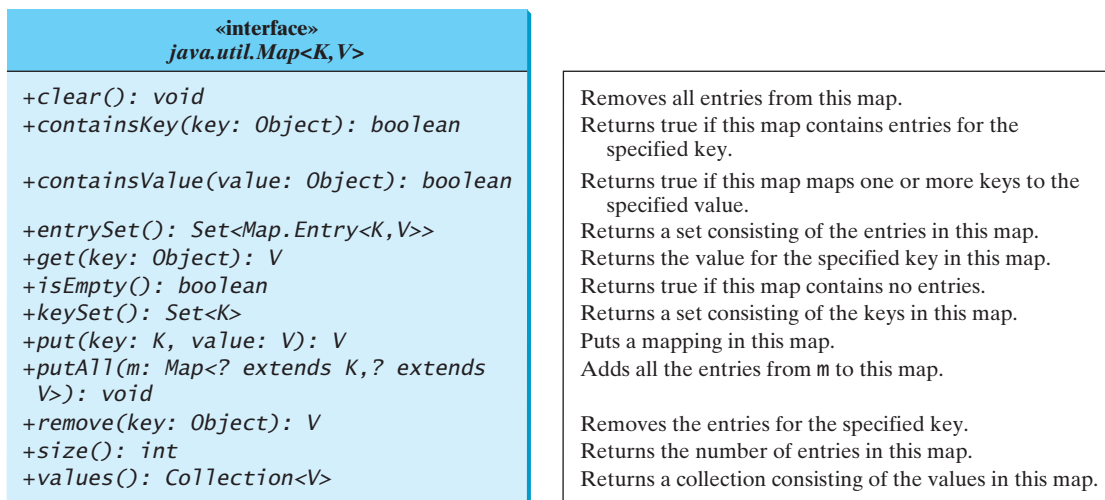 «interface»
java.util.Map<K,V>
+clear(): void
+containsKey(key: Object): boolean
+containsValue(value: Object): boolean
+entrySet(): Set<Map.Entry<K,V>>
+get(key: Object): V
+isEmpty(): boolean
+keySet(): Set<K>
+put(key: K, value: V): V
+putAll(m: Map<? extends K,? extends
V>): void
+remove(key: Object): V
+size(): int
+values(): Collection<V>
Removes all entries from this map.
Returns true if this map contains entries for the
specified key.
Returns true if this map maps one or more keys to the
specified value.
Returns a set consisting of the entries in this map.
Returns the value for the specified key in this map.
Returns true if this map contains no entries.
Returns a set consisting of the keys in this map.
Puts a mapping in this map.
Adds all the entries from m to this map.
Removes the entries for the specified key.
Returns the number of entries in this map.
Returns a collection consisting of the values in this map.